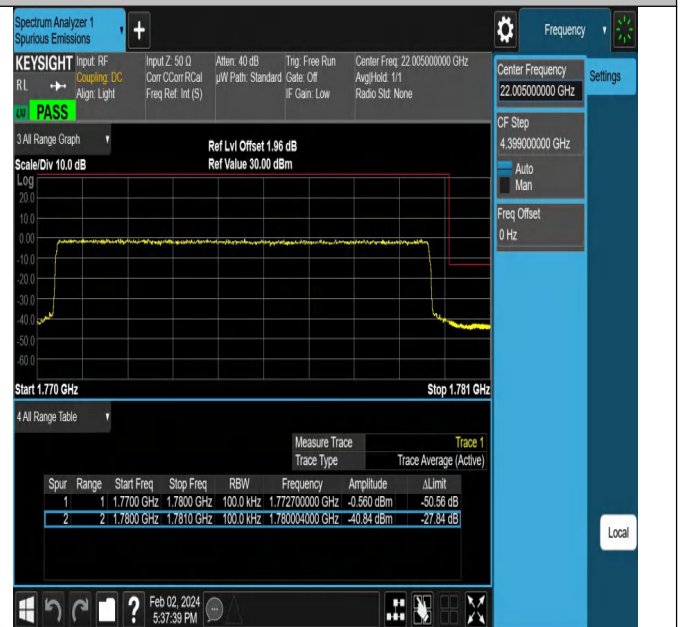 Spectrum Analyzer 1
Spurious Emissions
Frequency
KEYSIGHT
RL
Input: RF
Coupling: DC
Align: Light
Input Z: 50 Ω
Corr CCorr RCal
Freq Ref: Int (S)
Atten: 40 dB
µW Path: Standard
Trig: Free Run
Gate: Off
IF Gain: Low
Center Freq: 22.005000000 GHz
Avg|Hold: 1/1
Radio Std: None
PASS
Center Frequency
22.005000000 GHz
Settings
CF Step
4.399000000 GHz
Auto
Man
Freq Offset
0 Hz
3 All Range Graph
Ref Lvl Offset 1.96 dB
Scale/Div 10.0 dB
Ref Value 30.00 dBm
Log
20.0
10.0
0.00
-10.0
-20.0
-30.0
-40.0
-50.0
-60.0
Start 1.770 GHz
Stop 1.781 GHz
4 All Range Table
Measure Trace Trace 1
Trace Type Trace Average (Active)
Spur Range Start Freq Stop Freq RBW Frequency Amplitude ΔLimit
1 1 1.7700 GHz 1.7800 GHz 100.0 kHz 1.772700000 GHz -0.560 dBm -50.56 dB
2 2 1.7800 GHz 1.7810 GHz 100.0 kHz 1.780004000 GHz -40.84 dBm -27.84 dB
Local
?
Feb 02, 2024
5:37:39 PM